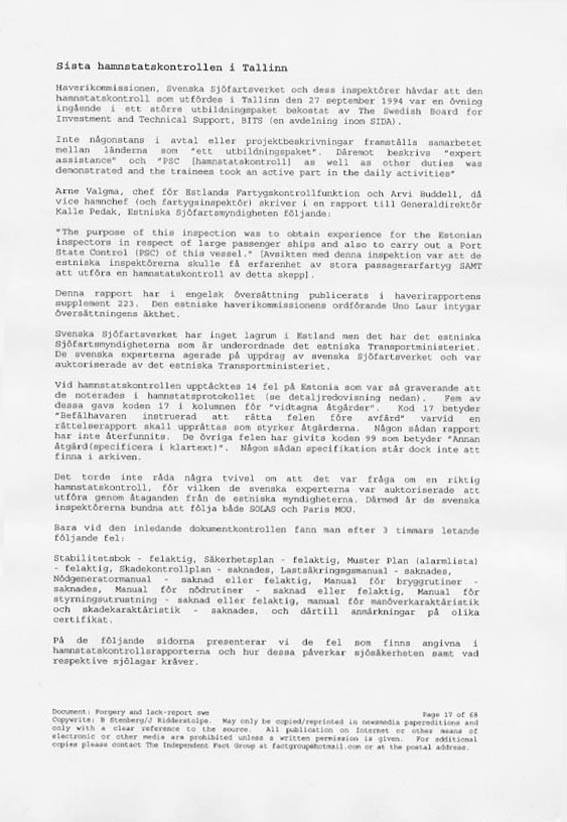 Sista hamnstatskontrollen i Tallinn
Haverikommissionen, Svenska Sjöfartsverket och dess inspektörer hävdar att den
hamnstatskontroll som utfördes i Tallinn den 27 september 1994 var en övning
ingående i ett större utbildningspaket bekostat av The Swedish Board for
Investment and Technical Support, BITS (en avdelning inom SIDA).
Inte någonstans i avtal eller projektbeskrivningar framställs samarbetet
mellan länderna som "ett utbildningspaket". Däremot beskrivs "expert
assistance" och "PSC [hamnstatskontroll] as well as other duties was
demonstrated and the trainees took an active part in the daily activities"
Arne Valgma, chef för Estlands Fartygskontrollfunktion och Arvi Buddell, då
vice hamnchef (och fartygsinspektör) skriver i en rapport till Generaldirektör
Kalle Pedak, Estniska Sjöfartsmyndigheten följande:
"The purpose of this inspection was to obtain experience for the Estonian
inspectors in respect of large passenger ships and also to carry out a Port
State Control (PSC) of this vessel." [Avsikten med denna inspektion var att de
estniska inspektörerna skulle få erfarenhet av stora passagerarfartyg SAMT
att utföra en hamnstatskontroll av detta skepp].
Denna rapport har i engelsk översättning publicerats i haverirapportens
supplement 223. Den estniske haverikommissionens ordförande Uno Laur intygar
översättningens äkthet.
Svenska Sjöfartsverket har inget lagrum i Estland men det har det estniska
Sjöfartsmyndigheterna som är underordnade det estniska Transportministeriet.
De svenska experterna agerade på uppdrag av svenska Sjöfartsverket och var
auktoriserade av det estniska Transportministeriet.
Vid hamnstatskontrollen upptäcktes 14 fel på Estonia som var så graverande att
de noterades i hamnstatsprotokollet (se detaljredovisning nedan). Fem av
dessa gavs koden 17 i kolumnen för "vidtagna åtgärder". Kod 17 betyder
"Befälhavaren instruerad att rätta felen före avfärd" varvid en
rättelserapport skall upprättas som styrker åtgärderna. Någon sådan rapport
har inte återfunnits. De övriga felen har givits koden 99 som betyder "Annan
åtgärd(specificera i klartext)". Någon sådan specifikation står dock inte att
finna i arkiven.
Det torde inte råda några tvivel om att det var fråga om en riktig
hamnstatskontroll, för vilken de svenska experterna var auktoriserade att
utföra genom åtaganden från de estniska myndigheterna. Därmed är de svenska
inspektörerna bundna att följa både SOLAS och Paris MOU.
Bara vid den inledande dokumentkontrollen fann man efter 3 timmars letande
följande fel:
Stabilitetsbok - felaktig, Säkerhetsplan - felaktig, Muster Plan (alarmlista)
- felaktig, Skadekontrollplan - saknades, Lastsäkringsgsmanual - saknades,
Nödgeneratormanual - saknad eller felaktig, Manual för bryggrutiner -
saknades, Manual för nödrutiner - saknad eller felaktig, Manual för
styrningsutrustning - saknad eller felaktig, manual för manöverkaraktäristik
och skadekaraktäristik - saknades, och därtill anmärkningar på olika
certifikat.
På de följande sidorna presenterar vi de fel som finns angivna i
hamnstatskontrollsrapporterna och hur dessa påverkar sjösäkerheten samt vad
respektive sjölagar kräver.
Document: Forgery and lack-report swe Page 17 of 68
Copywrite: B Stenberg/J Ridderstolpe. May only be copied/reprinted in newsmedia papereditions and
only with a clear reference to the source. All publication on Internet or other means of
electronic or other media are prohibited unless a written permission is given. For additional
copies please contact The Independent Fact Group at factgroup@hotmail.com or at the postal address.